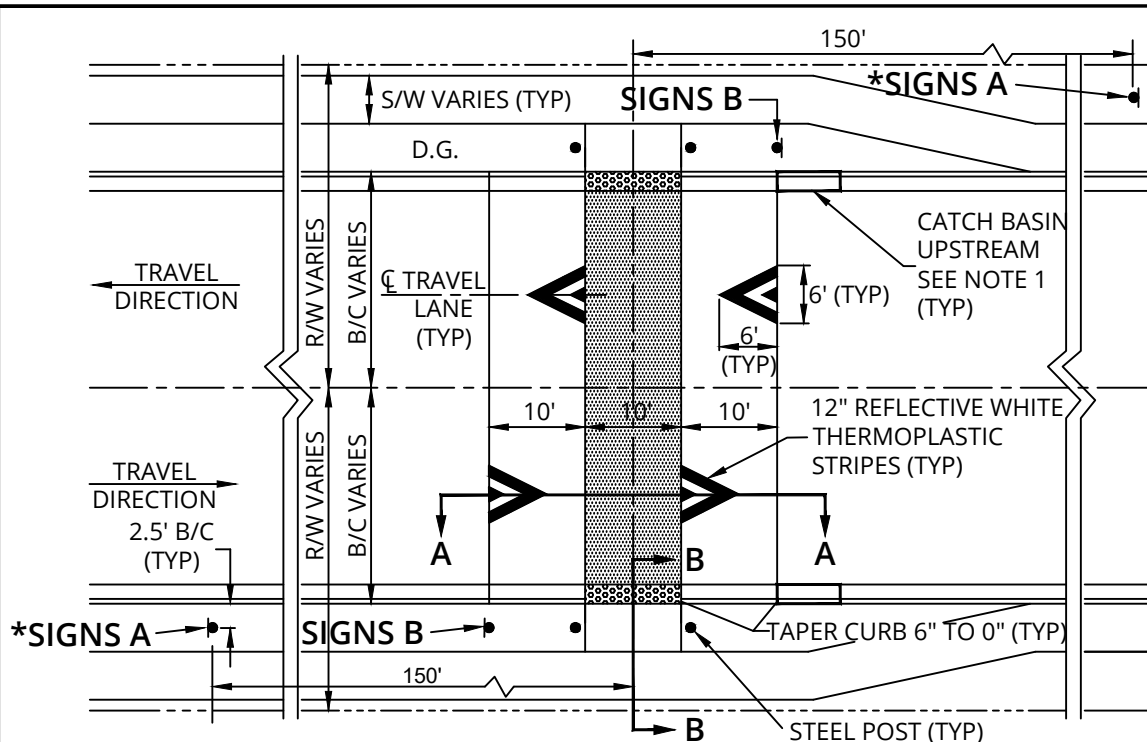 150'
*SIGNS A
S/W VARIES (TYP)
SIGNS B
D.G.
CATCH BASIN
UPSTREAM
SEE NOTE 1
(TYP)
R/W VARIES
B/C VARIES
TRAVEL
DIRECTION
℄ TRAVEL
LANE
(TYP)
6' (TYP)
6'
(TYP)
10'
10'
10'
12" REFLECTIVE WHITE
THERMOPLASTIC
STRIPES (TYP)
TRAVEL
DIRECTION
R/W VARIES
B/C VARIES
2.5' B/C
(TYP)
A
A
B
*SIGNS A
SIGNS B
TAPER CURB 6" TO 0" (TYP)
150'
B
STEEL POST (TYP)